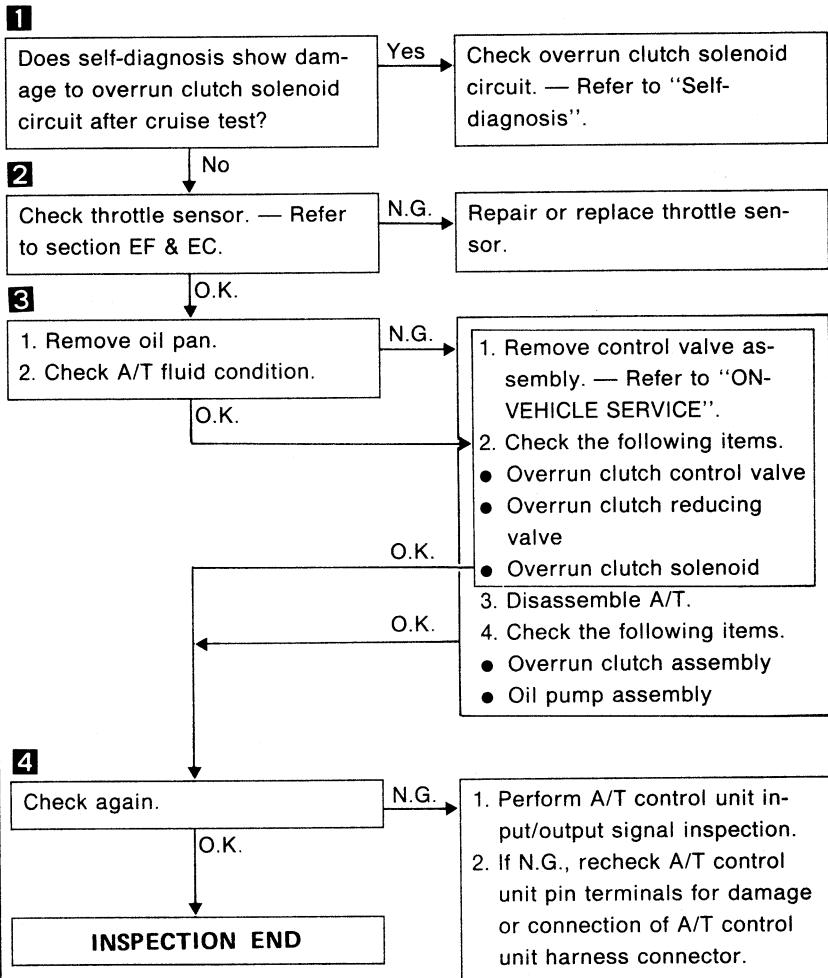 1
Does self-diagnosis show dam-
age to overrun clutch solenoid
circuit after cruise test?
Yes
Check overrun clutch solenoid
circuit. — Refer to “Self-
diagnosis”.
No
2
Check throttle sensor. — Refer
to section EF & EC.
N.G.
Repair or replace throttle sen-
sor.
O.K.
3
1. Remove oil pan.
2. Check A/T fluid condition.
N.G.
O.K.
1. Remove control valve as-
sembly. — Refer to “ON-
VEHICLE SERVICE”.
2. Check the following items.
● Overrun clutch control valve
● Overrun clutch reducing
valve
● Overrun clutch solenoid
O.K.
3. Disassemble A/T.
4. Check the following items.
● Overrun clutch assembly
● Oil pump assembly
O.K.
4
Check again.
N.G.
1. Perform A/T control unit in-
put/output signal inspection.
2. If N.G., recheck A/T control
unit pin terminals for damage
or connection of A/T control
unit harness connector.
O.K.
INSPECTION END